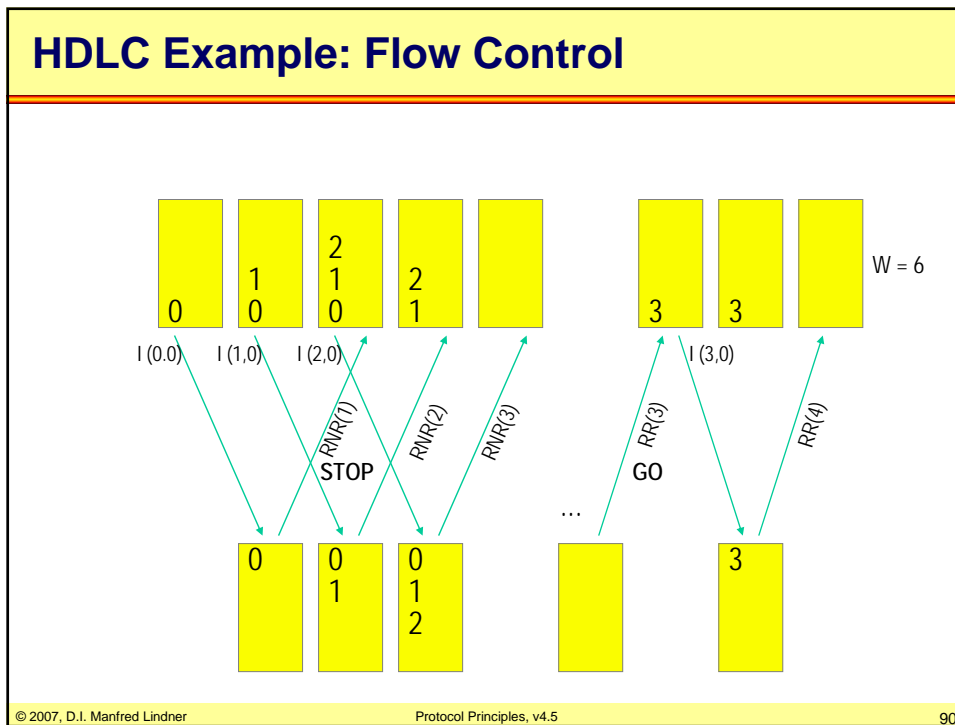 HDLC Example: Flow Control
2
1 1 2
0 0 0 1 3 3
W = 6
I (0.0) I (1,0) I (2,0) I (3,0)
RNR(1) RNR(2) RNR(3) RR(3) RR(4)
STOP GO
...
0 0 0 3
1 1
2
© 2007, D.I. Manfred Lindner Protocol Principles, v4.5 90